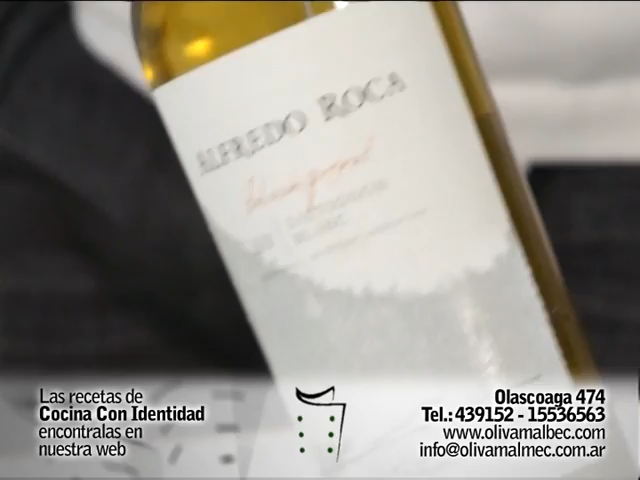 ALFREDO ROCA
Las recetas de
Cocina Con Identidad
encontralas en
nuestra web
Olascoaga 474
Tel.: 439152 - 15536563
www.olivamalbec.com
info@olivamalmec.com.ar